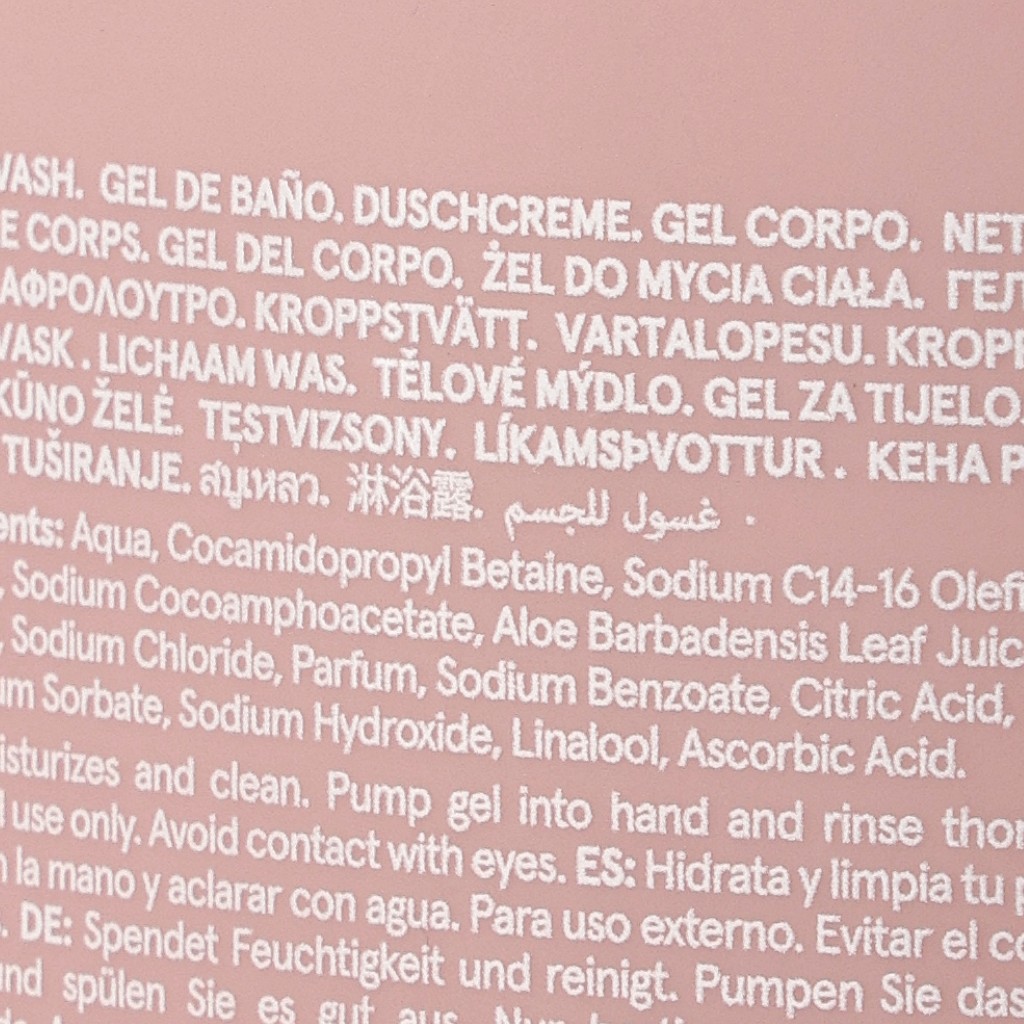 WASH. GEL DE BAÑO. DUSCHCREME. GEL CORPO. NET
E CORPS. GEL DEL CORPO. ŻEL DO MYCIA CIAŁA. ГЕЛ
ΑΦΡΟΛΟΥΤΡΟ. KROPPSTVÄTT. VARTALOPESU. KROPP
VASK . LICHAAM WAS. TĚLOVÉ MÝDLO. GEL ZA TIJELO.
KŪNO ŽELĖ. TEȘTVIZSONY. LÍKAMSÞVOTTUR . KEHA P
TUŠIRANJE. สบู่เหลว. 淋浴露. غسول للجسم .
ents: Aqua, Cocamidopropyl Betaine, Sodium C14-16 Olefi
, Sodium Cocoamphoacetate, Aloe Barbadensis Leaf Juic
, Sodium Chloride, Parfum, Sodium Benzoate, Citric Acid,
um Sorbate, Sodium Hydroxide, Linalool, Ascorbic Acid.
oisturizes and clean. Pump gel into hand and rinse thor
l use only. Avoid contact with eyes. ES: Hidrata y limpia tu p
n la mano y aclarar con agua. Para uso externo. Evitar el co
. DE: Spendet Feuchtigkeit und reinigt. Pumpen Sie das
und spülen Sie es gut aus. Nur